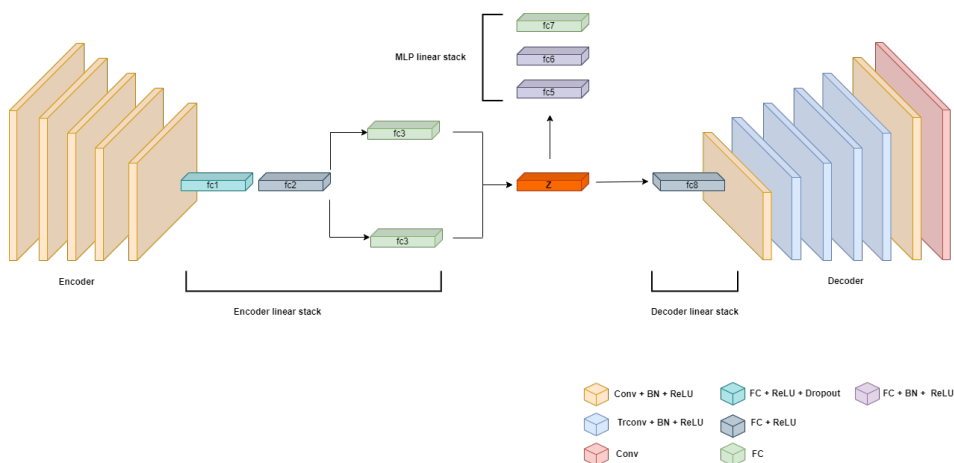 fc7
MLP linear stack
fc6
fc5
fc3
fc1
fc2
Z
fc8
fc3
Encoder
Decoder
Encoder linear stack
Decoder linear stack
Conv + BN + ReLU
FC + ReLU + Dropout
FC + BN + ReLU
Trconv + BN + ReLU
FC + ReLU
Conv
FC